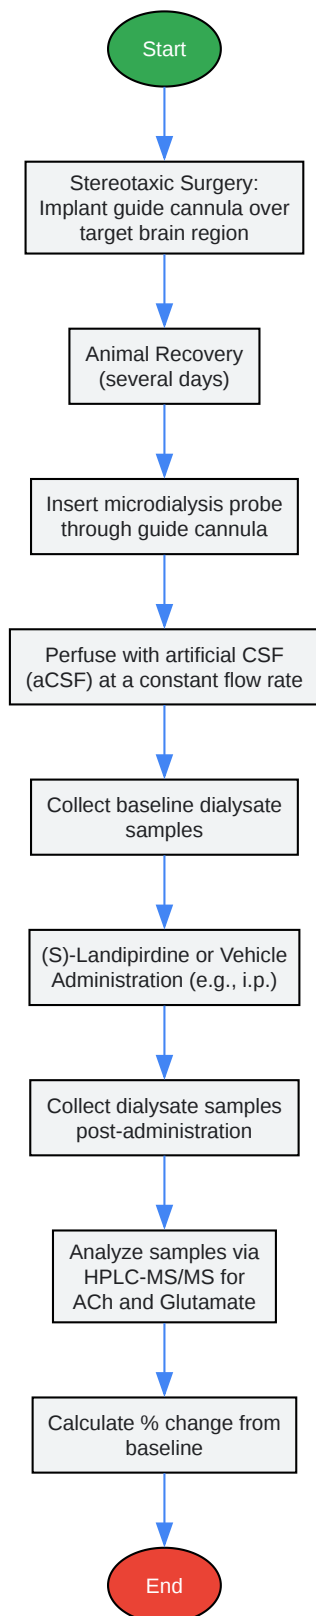 Start
Stereotaxic Surgery:
Implant guide cannula over
target brain region
Animal Recovery
(several days)
Insert microdialysis probe
through guide cannula
Perfuse with artificial CSF
(aCSF) at a constant flow rate
Collect baseline dialysate
samples
(S)-Landipirdine or Vehicle
Administration (e.g., i.p.)
Collect dialysate samples
post-administration
Analyze samples via
HPLC-MS/MS for
ACh and Glutamate
Calculate % change from
baseline
End